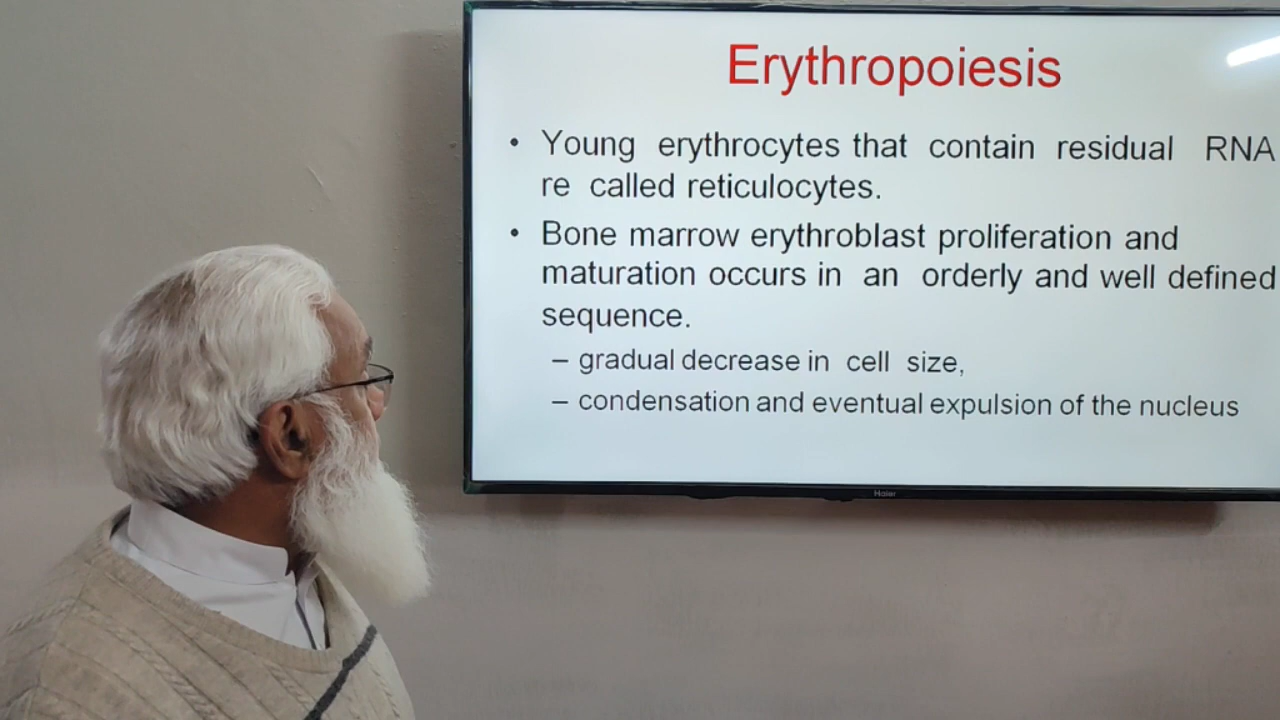 Erythropoiesis
• Young erythrocytes that contain residual RNA
re called reticulocytes.
• Bone marrow erythroblast proliferation and
maturation occurs in an orderly and well defined
sequence.
– gradual decrease in cell size,
– condensation and eventual expulsion of the nucleus
Haier